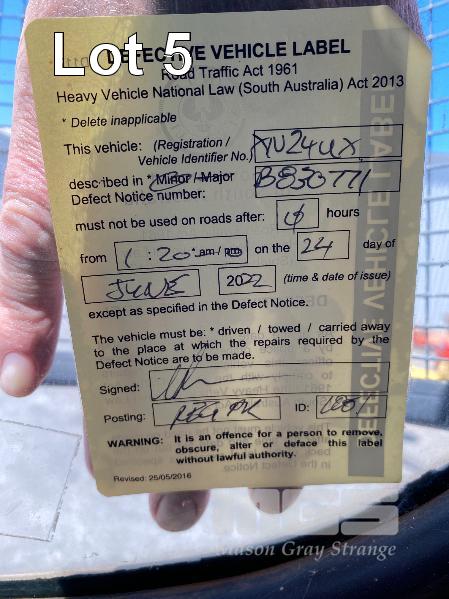 Lot 5
DEFECTIVE VEHICLE LABEL
Road Traffic Act 1961
Heavy Vehicle National Law (South Australia) Act 2013
* Delete inapplicable
This vehicle: (Registration / Vehicle Identifier No.) XV24UX
described in * Minor / Major
Defect Notice number: B830771
must not be used on roads after: 0 hours
from 1:20 * am / pm on the 24 day of
JUNE 2022 (time & date of issue)
except as specified in the Defect Notice.
The vehicle must be: * driven / towed / carried away
to the place at which the repairs required by the
Defect Notice are to be made.
Signed:
Posting: ID:
WARNING: It is an offence for a person to remove,
obscure, alter or deface this label
without lawful authority.
Revised: 25/05/2016
DEFECTIVE VEHICLE LABEL
MGS
Mason Gray Strange